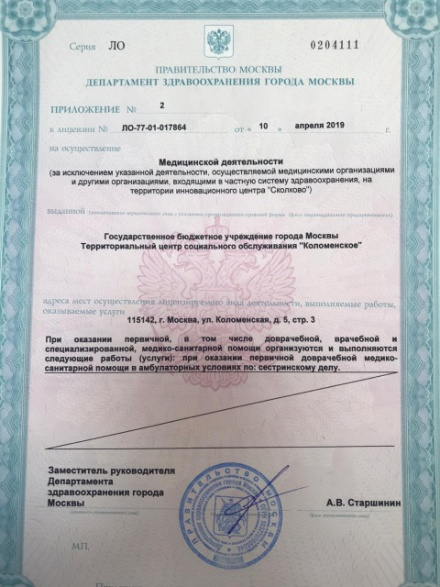 Серия ЛО 0204111
ПРАВИТЕЛЬСТВО МОСКВЫ
ДЕПАРТАМЕНТ ЗДРАВООХРАНЕНИЯ ГОРОДА МОСКВЫ
ПРИЛОЖЕНИЕ № 2
к лицензии № ЛО-77-01-017864 от « 10 » апреля 2019
на осуществление
Медицинской деятельности
(за исключением указанной деятельности, осуществляемой медицинскими организациями
и другими организациями, входящими в частную систему здравоохранения, на
территории инновационного центра "Сколково")
выданной
Государственное бюджетное учреждение города Москвы
Территориальный центр социального обслуживания "Коломенское"
адреса мест осуществления лицензируемого вида деятельности, выполняемые работы,
оказываемые услуги
115142, г. Москва, ул. Коломенская, д. 5, стр. 3
При оказании первичной, в том числе доврачебной, врачебной и
специализированной, медико-санитарной помощи организуются и выполняются
следующие работы (услуги): при оказании первичной доврачебной медико-
санитарной помощи в амбулаторных условиях по: сестринскому делу.
Заместитель руководителя
Департамента
здравоохранения города
Москвы А.В. Старшинин
ПРАВИТЕЛЬСТВО МОСКВЫ
М.П.